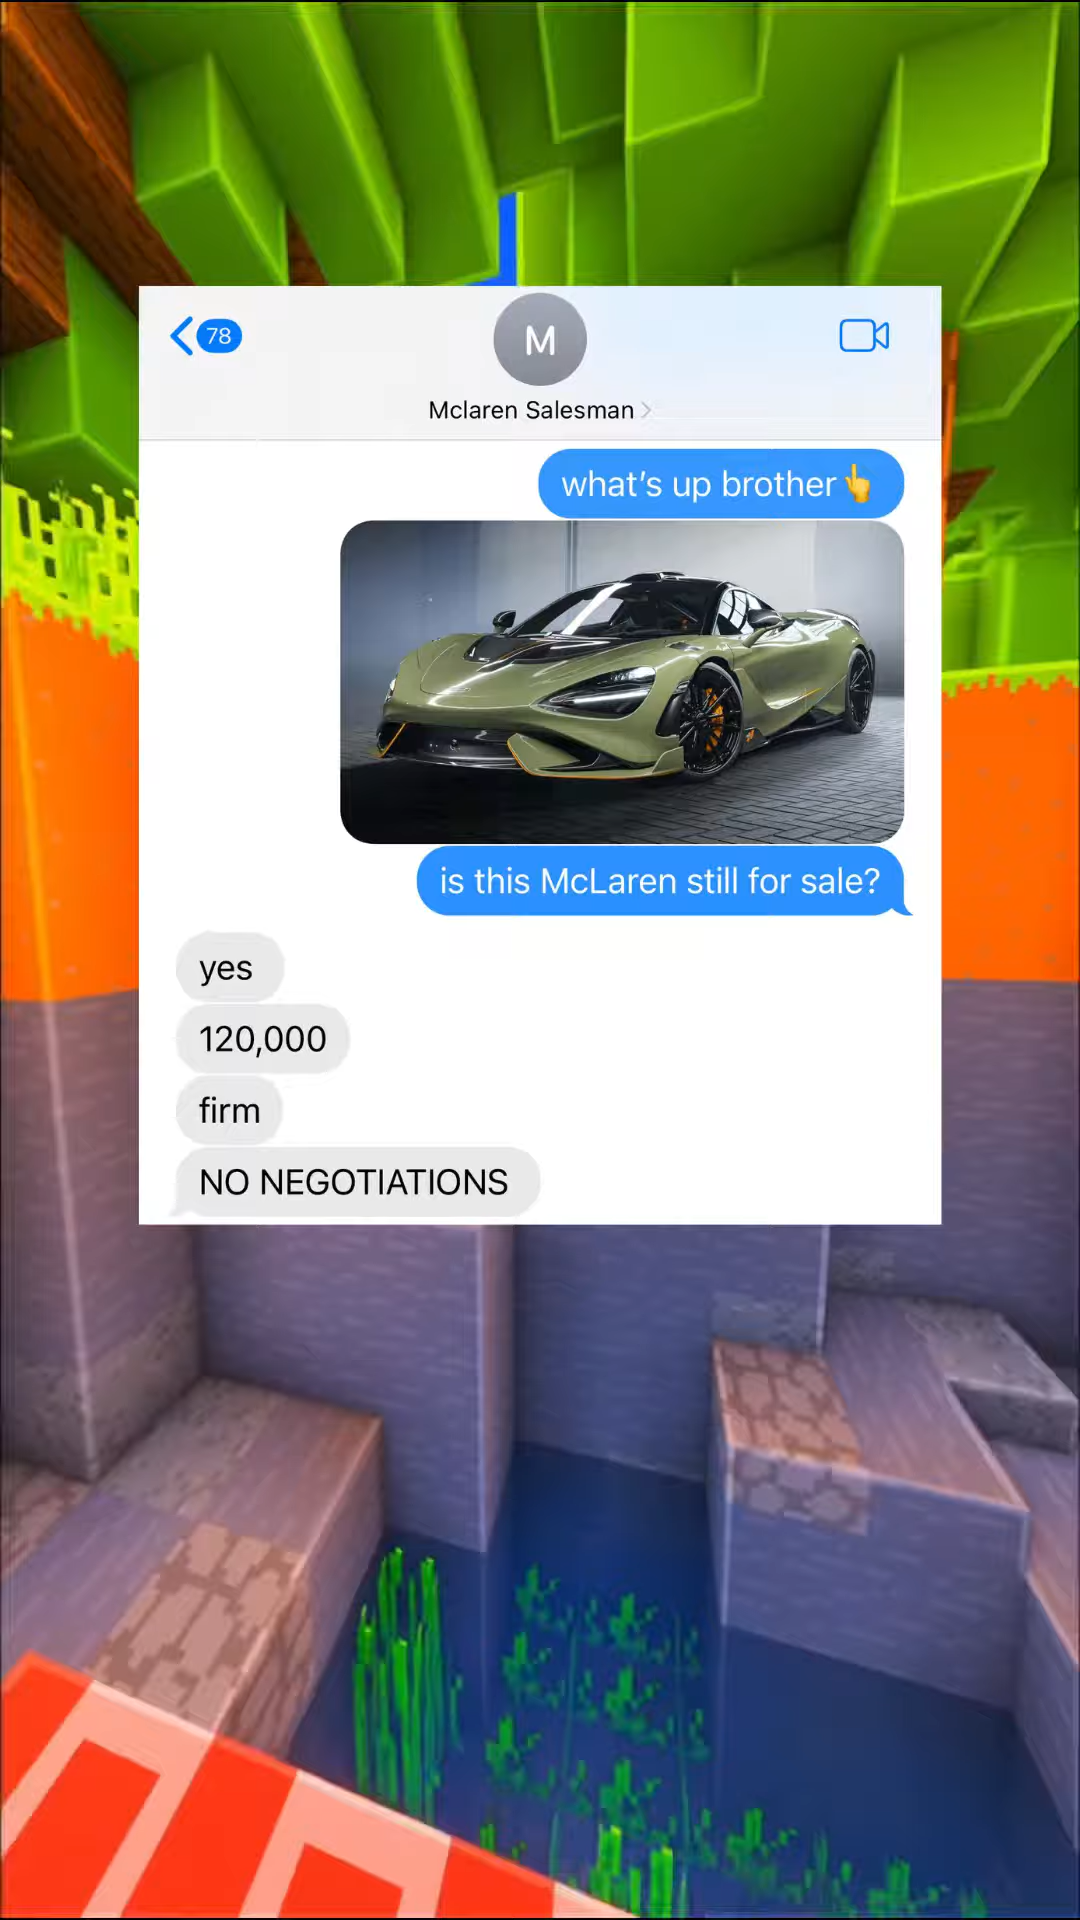 78
M
Mclaren Salesman
what's up brother👆
is this McLaren still for sale?
yes
120,000
firm
NO NEGOTIATIONS